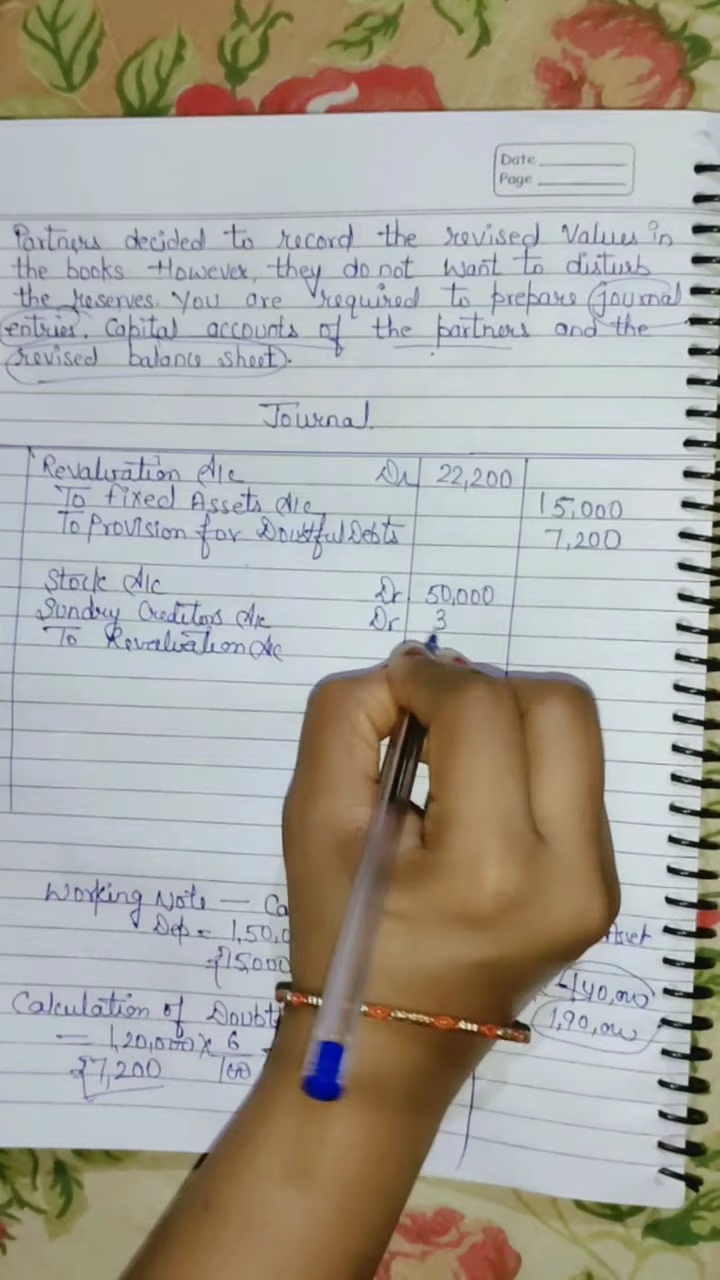 Date
Page
Partners decided to record the revised values in
the books However, they do not want to disturb
the reserves. You are required to prepare journal
entries, Capital accounts of the partners and the
revised balance sheet.
Journal
Revaluation A/c Dr 22,200
To fixed Assets A/c 15,000
To Provision for Doubtful Debts 7,200
Stock A/c Dr 50,000
Sundry Creditors A/c Dr 3
To Revaluation A/c
Working Note —
Dep = 1,50,0
₹15,000
140,000
1,90,000
Calculation of Doubt
= 1,20,000 × 6
100
₹7,200